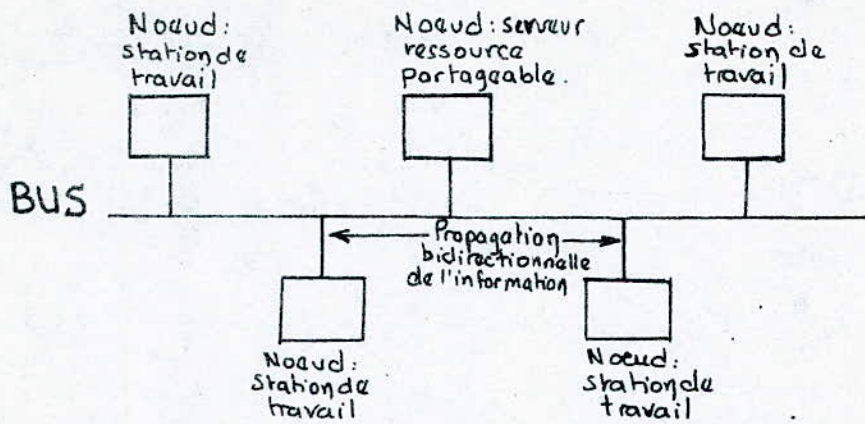 Noeud:
station de
travail
Noeud: serveur
ressource
partageable.
Noeud:
station de
travail
BUS
Propagation
bidirectionnelle
de l'information
Noeud:
station de
travail
Noeud:
station de
travail